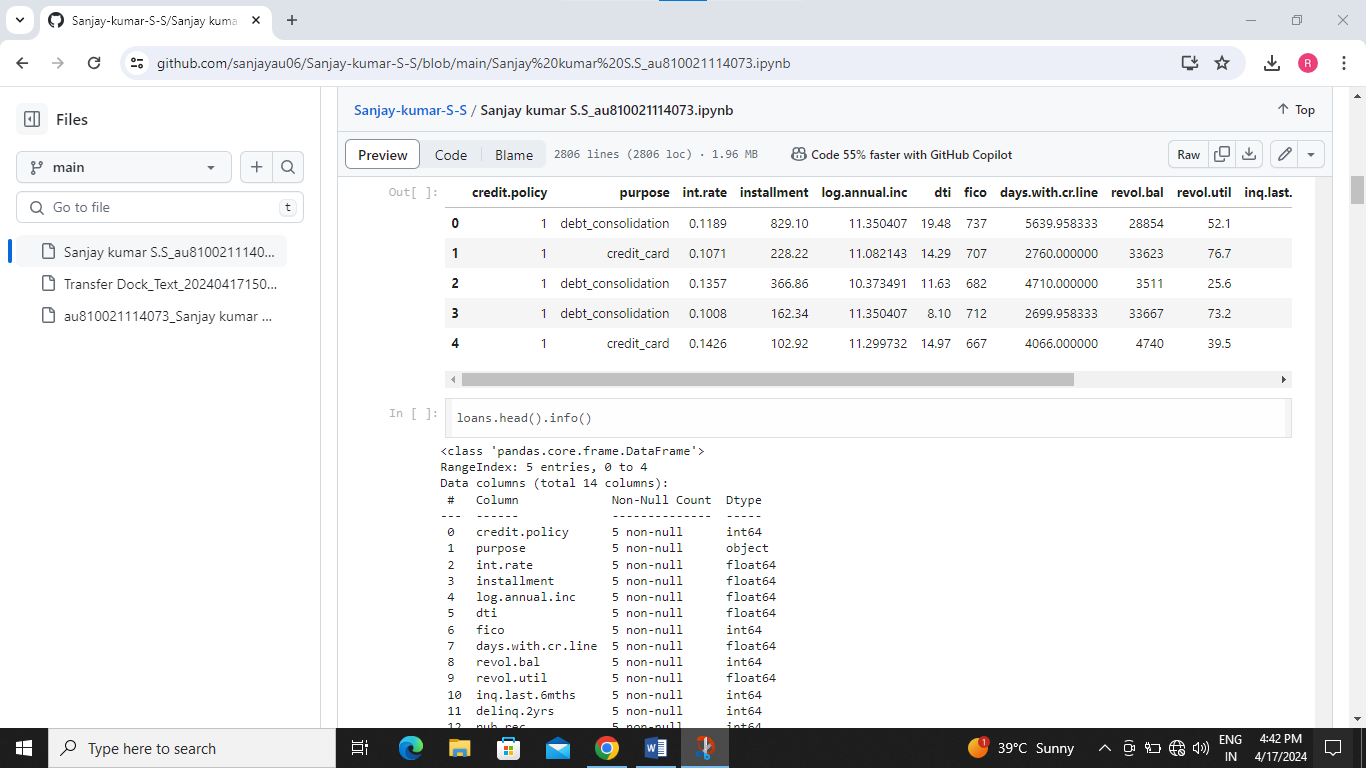 Sanjay-kumar-S-S/Sanjay kuma
github.com/sanjayau06/Sanjay-kumar-S-S/blob/main/Sanjay%20kumar%20S.S_au810021114073.ipynb
R
Files
main
Go to file
t
Sanjay kumar S.S_au8100211140...
Transfer Dock_Text_20240417150...
au810021114073_Sanjay kumar ...
Sanjay-kumar-S-S / Sanjay kumar S.S_au810021114073.ipynb
Top
Preview Code Blame 2806 lines (2806 loc) · 1.96 MB Code 55% faster with GitHub Copilot Raw
Out[ ]: credit.policy purpose int.rate installment log.annual.inc dti fico days.with.cr.line revol.bal revol.util inq.last.
0 1 debt_consolidation 0.1189 829.10 11.350407 19.48 737 5639.958333 28854 52.1
1 1 credit_card 0.1071 228.22 11.082143 14.29 707 2760.000000 33623 76.7
2 1 debt_consolidation 0.1357 366.86 10.373491 11.63 682 4710.000000 3511 25.6
3 1 debt_consolidation 0.1008 162.34 11.350407 8.10 712 2699.958333 33667 73.2
4 1 credit_card 0.1426 102.92 11.299732 14.97 667 4066.000000 4740 39.5
In [ ]: loans.head().info()
<class 'pandas.core.frame.DataFrame'>
RangeIndex: 5 entries, 0 to 4
Data columns (total 14 columns):
# Column Non-Null Count Dtype
--- ------ -------------- -----
0 credit.policy 5 non-null int64
1 purpose 5 non-null object
2 int.rate 5 non-null float64
3 installment 5 non-null float64
4 log.annual.inc 5 non-null float64
5 dti 5 non-null float64
6 fico 5 non-null int64
7 days.with.cr.line 5 non-null float64
8 revol.bal 5 non-null int64
9 revol.util 5 non-null float64
10 inq.last.6mths 5 non-null int64
11 delinq.2yrs 5 non-null int64
12 pub.rec 5 non-null int64
Type here to search
1
39°C Sunny
ENG
IN
4:42 PM
4/17/2024